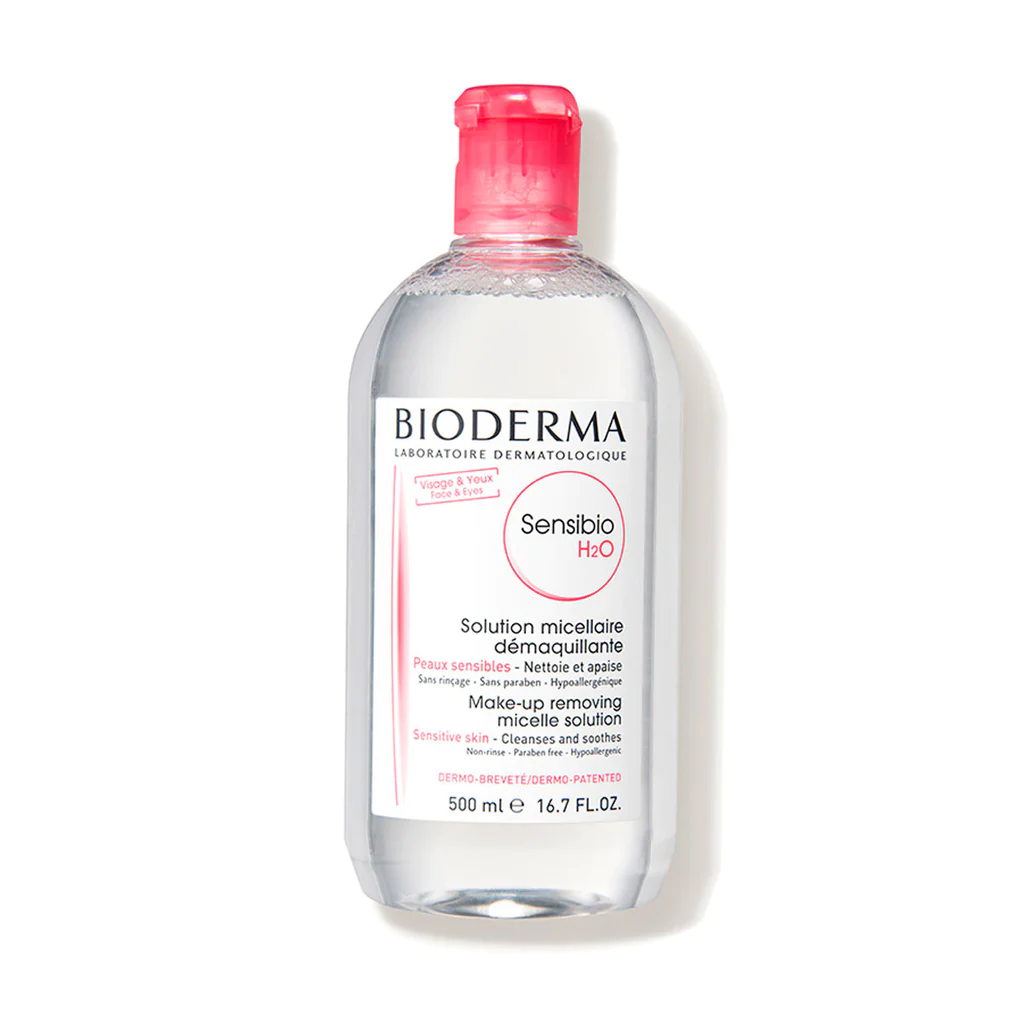 BIODERMA
LABORATOIRE DERMATOLOGIQUE
Visage & Yeux
Face & Eyes
Sensibio
H2O
Solution micellaire
démaquillante
Peaux sensibles - Nettoie et apaise
Sans rinçage - Sans paraben - Hypoallergénique
Make-up removing
micelle solution
Sensitive skin - Cleanses and soothes
Non-rinse - Paraben free - Hypoallergenic
DERMO-BREVETÉ/DERMO-PATENTED
500 ml ℮ 16.7 FL.OZ.